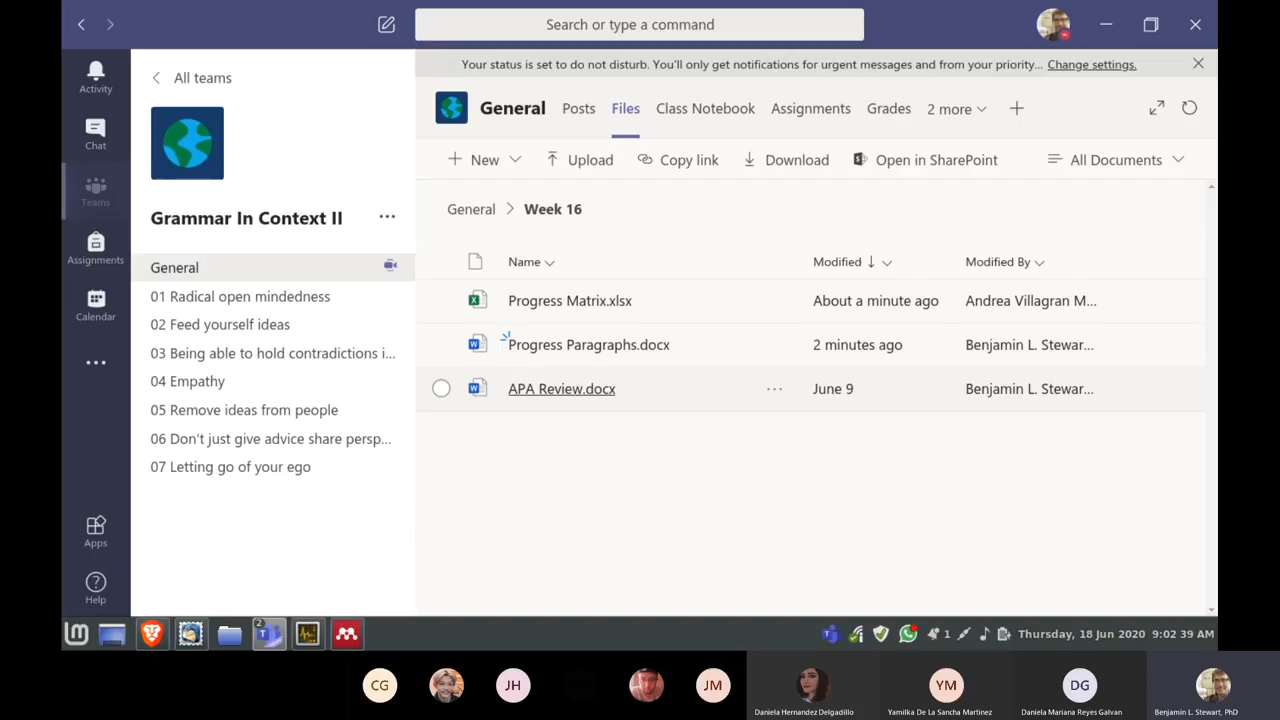 Search or type a command
Your status is set to do not disturb. You'll only get notifications for urgent messages and from your priority... Change settings.
Activity
Chat
Teams
Assignments
Calendar
Apps
Help
All teams
Grammar In Context II
General
01 Radical open mindedness
02 Feed yourself ideas
03 Being able to hold contradictions i...
04 Empathy
05 Remove ideas from people
06 Don't just give advice share persp...
07 Letting go of your ego
General Posts Files Class Notebook Assignments Grades 2 more
New Upload Copy link Download Open in SharePoint All Documents
General > Week 16
Name Modified Modified By
Progress Matrix.xlsx About a minute ago Andrea Villagran M...
Progress Paragraphs.docx 2 minutes ago Benjamin L. Stewar...
APA Review.docx June 9 Benjamin L. Stewar...
2
1 Thursday, 18 Jun 2020 9:02:39 AM
CG JH JM YM DG
Daniela Hernandez Delgadillo Yamilka De La Sancha Martinez Daniela Mariana Reyes Galvan Benjamin L. Stewart, PhD